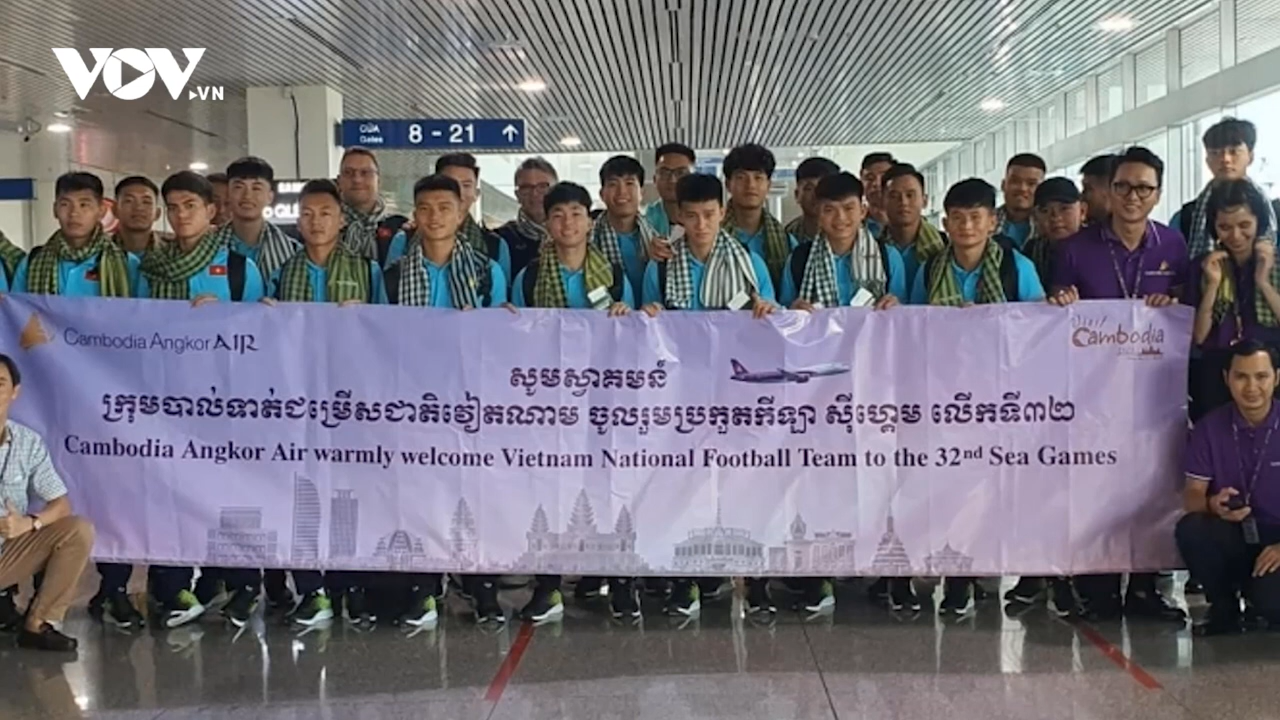 VOV.VN
CỬA
Gates
8 - 21
Cambodia Angkor AIR
Visit
Cambodia
សូមស្វាគមន៍
ក្រុមបាល់ទាត់ជម្រើសជាតិវៀតណាម ចូលរួមប្រកួតកីឡា ស៊ីហ្គេម លើកទី៣២
Cambodia Angkor Air warmly welcome Vietnam National Football Team to the 32nd Sea Games